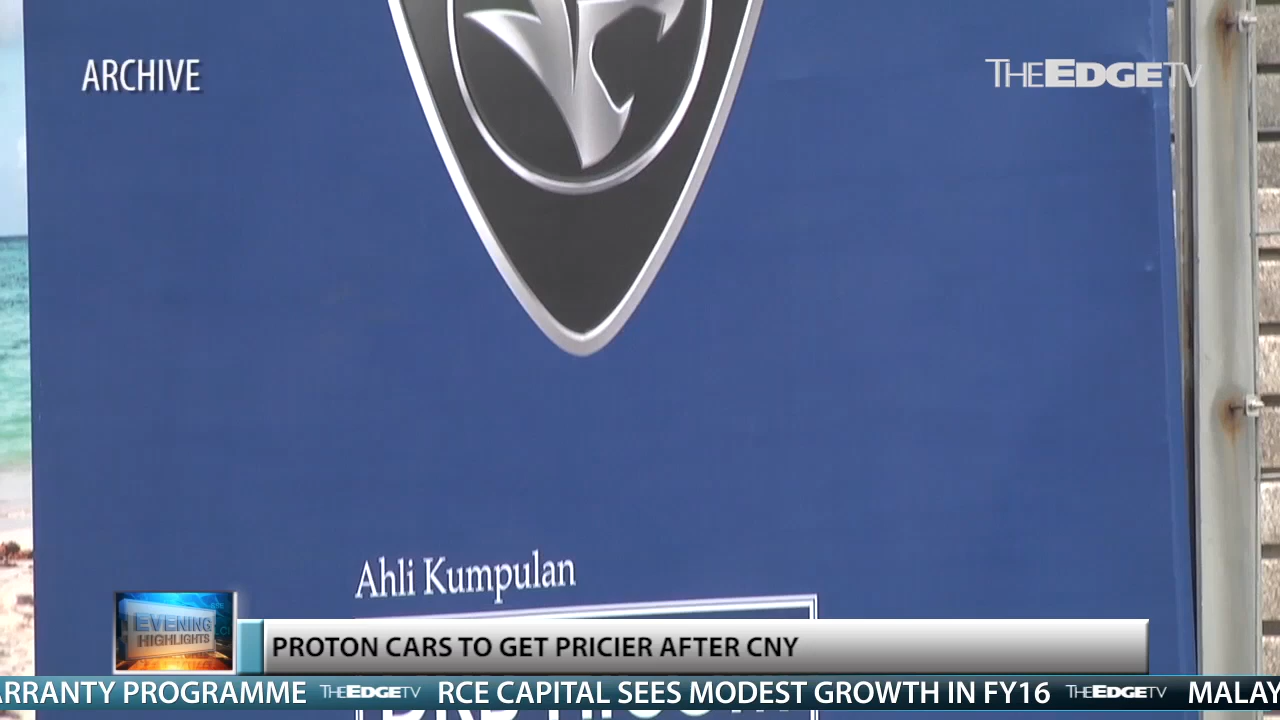 ARCHIVE
THEEDGETV
Ahli Kumpulan
EVENING
HIGHLIGHTS
PROTON CARS TO GET PRICIER AFTER CNY
RRANTY PROGRAMME THEEDGETV RCE CAPITAL SEES MODEST GROWTH IN FY16 THEEDGETV MALAY